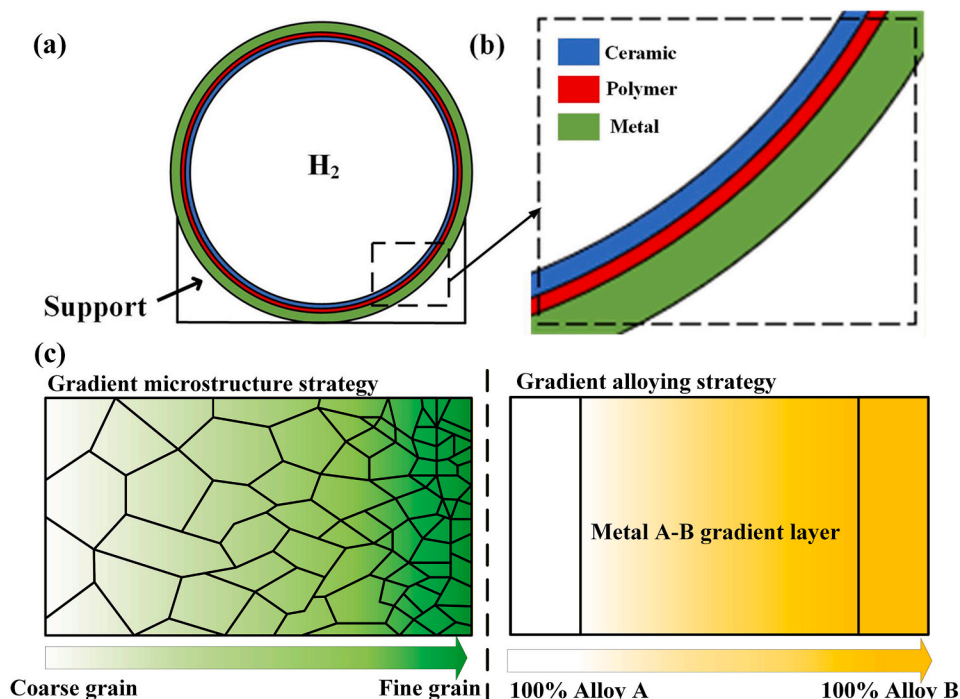 (a)
H₂
Support
(b)
Ceramic
Polymer
Metal
(c)
Gradient microstructure strategy
Coarse grain
Fine grain
Gradient alloying strategy
Metal A-B gradient layer
100% Alloy A
100% Alloy B